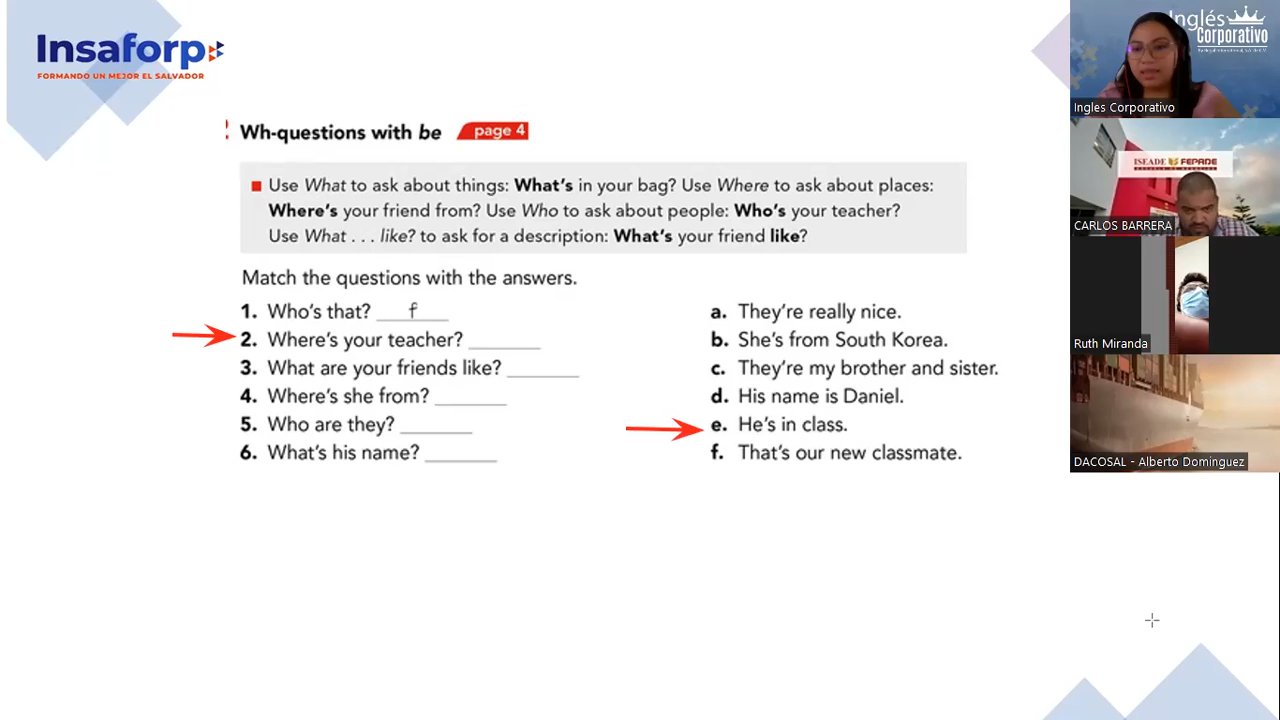 Insaforp
FORMANDO UN MEJOR EL SALVADOR
Wh-questions with be page 4
Use What to ask about things: What's in your bag? Use Where to ask about places:
Where's your friend from? Use Who to ask about people: Who's your teacher?
Use What . . . like? to ask for a description: What's your friend like?
Match the questions with the answers.
1. Who's that? f
2. Where's your teacher?
3. What are your friends like?
4. Where's she from?
5. Who are they?
6. What's his name?
a. They're really nice.
b. She's from South Korea.
c. They're my brother and sister.
d. His name is Daniel.
e. He's in class.
f. That's our new classmate.
Inglés
Corporativo
Ingles Corporativo
ISEADE FEPADE
CARLOS BARRERA
Ruth Miranda
DACOSAL - Alberto Domínguez